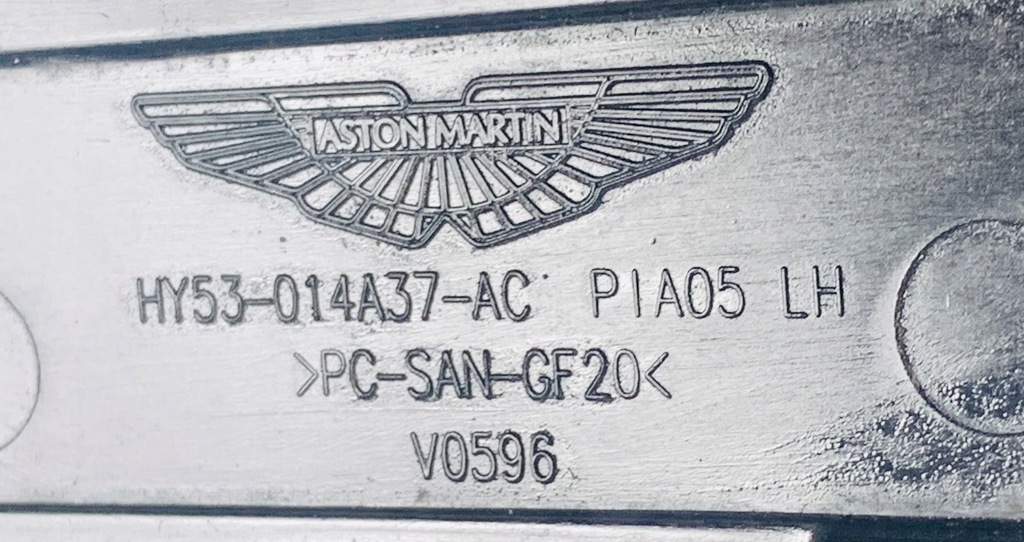 ASTON MARTIN
HY53-014A37-AC PIA05 LH
>PC-SAN-GF20<
V0596